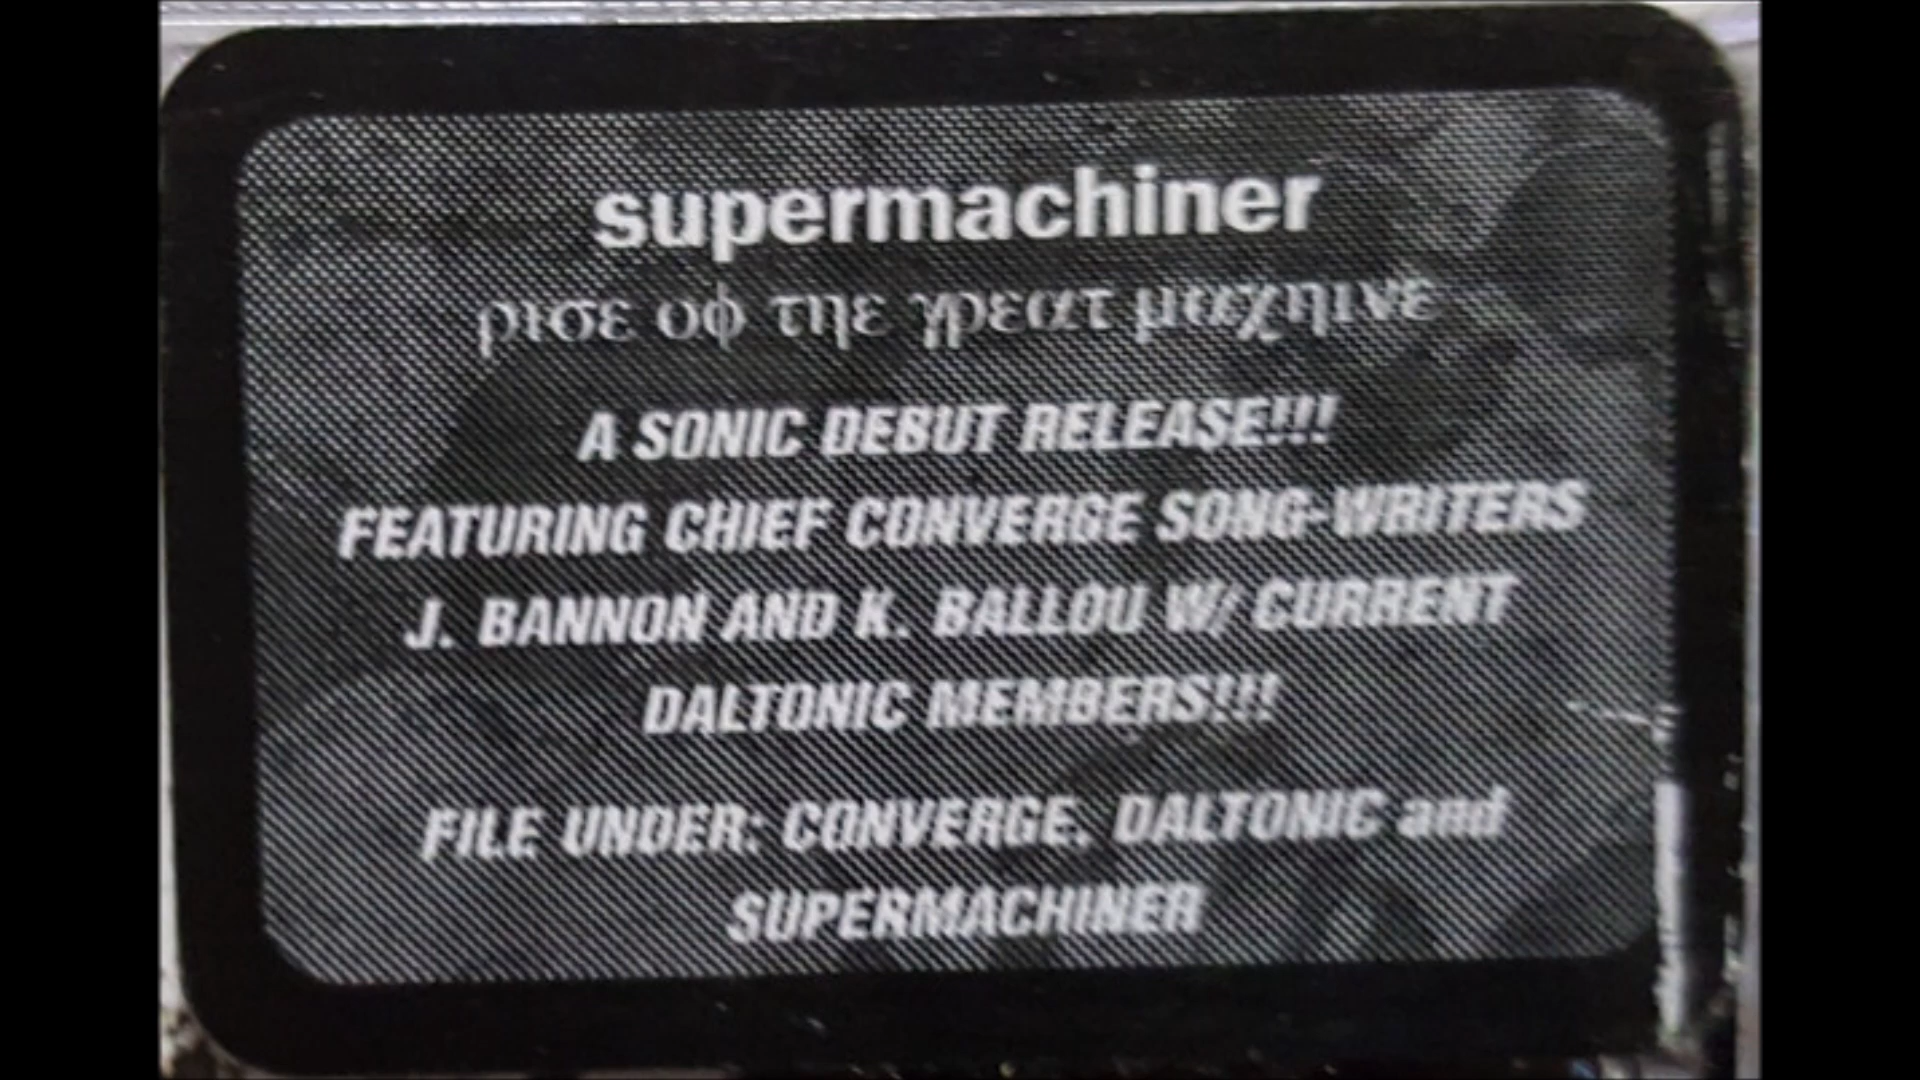 supermachiner
ρισε οφ τηε γρεατ μαχηινε
A SONIC DEBUT RELEASE!!!
FEATURING CHIEF CONVERGE SONG-WRITERS
J. BANNON AND K. BALLOU W/ CURRENT
DALTONIC MEMBERS!!!
FILE UNDER: CONVERGE, DALTONIC and
SUPERMACHINER